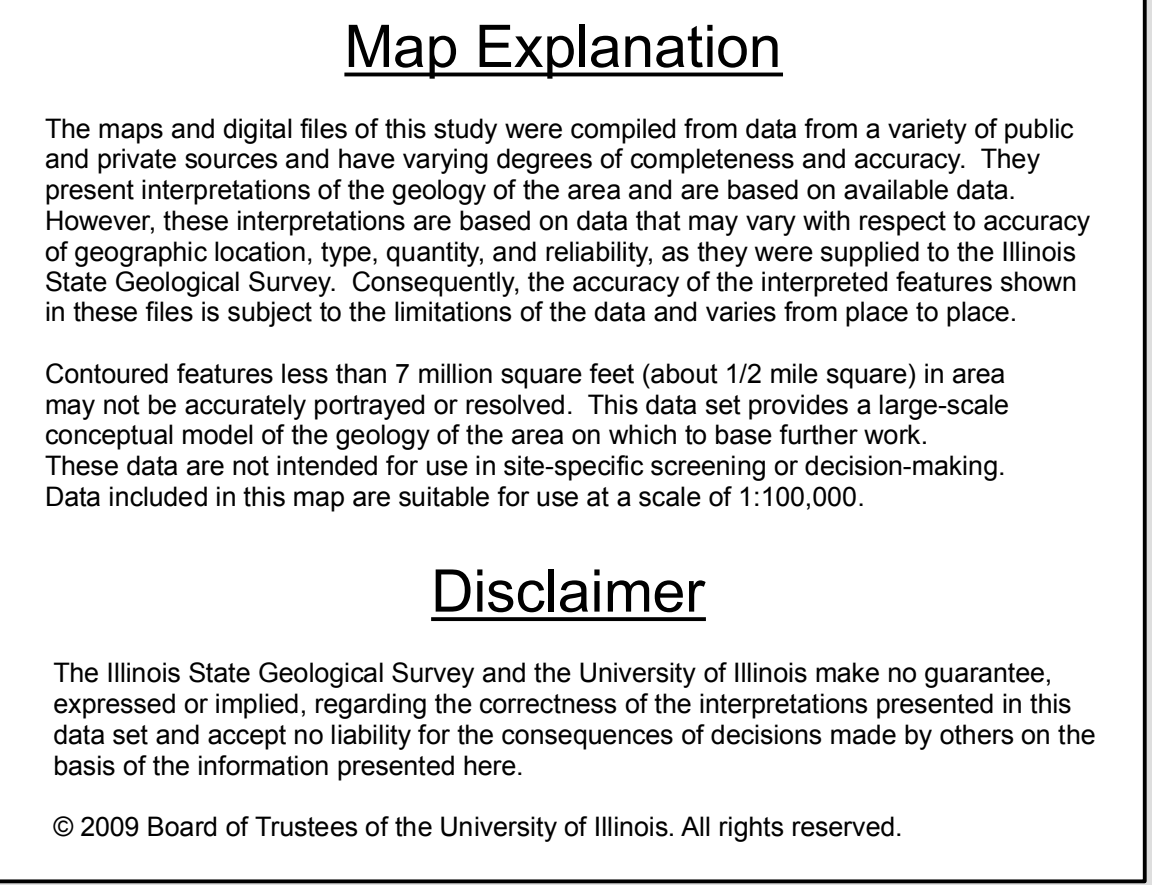 Map Explanation
The maps and digital files of this study were compiled from data from a variety of public
and private sources and have varying degrees of completeness and accuracy.  They
present interpretations of the geology of the area and are based on available data.
However, these interpretations are based on data that may vary with respect to accuracy
of geographic location, type, quantity, and reliability, as they were supplied to the Illinois
State Geological Survey.  Consequently, the accuracy of the interpreted features shown
in these files is subject to the limitations of the data and varies from place to place.
Contoured features less than 7 million square feet (about 1/2 mile square) in area
may not be accurately portrayed or resolved.  This data set provides a large-scale
conceptual model of the geology of the area on which to base further work.
These data are not intended for use in site-specific screening or decision-making.
Data included in this map are suitable for use at a scale of 1:100,000.
Disclaimer
The Illinois State Geological Survey and the University of Illinois make no guarantee,
expressed or implied, regarding the correctness of the interpretations presented in this
data set and accept no liability for the consequences of decisions made by others on the
basis of the information presented here.
© 2009 Board of Trustees of the University of Illinois. All rights reserved.